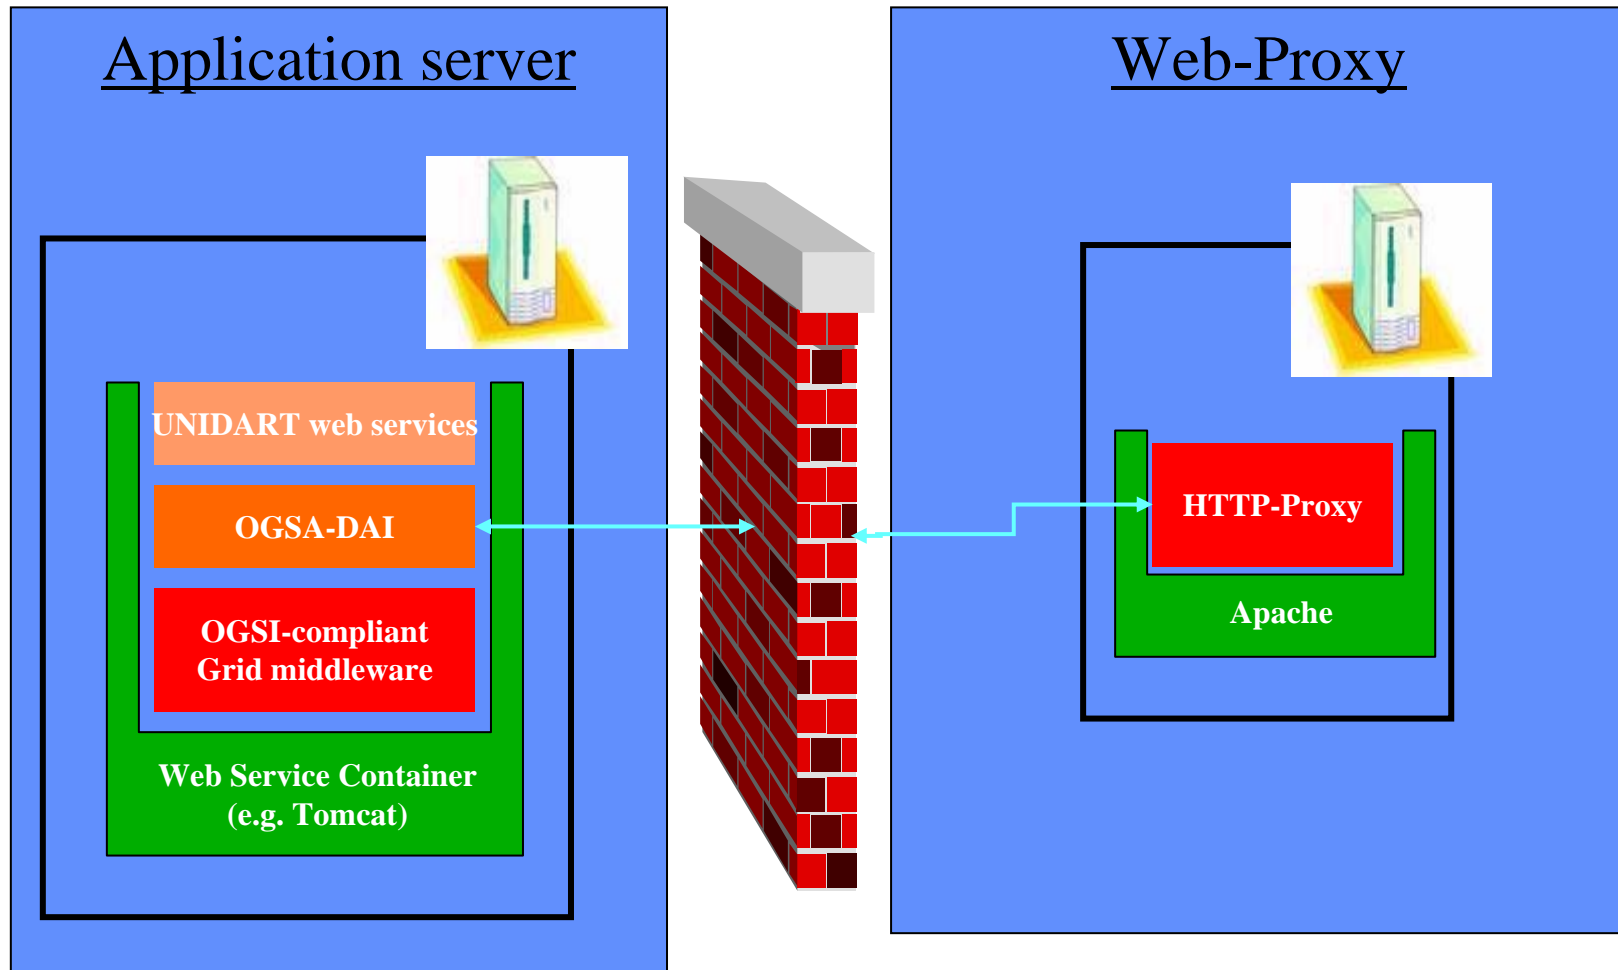 Application server
UNIDART web services
OGSA-DAI
OGSI-compliant
Grid middleware
Web Service Container
(e.g. Tomcat)
Web-Proxy
HTTP-Proxy
Apache